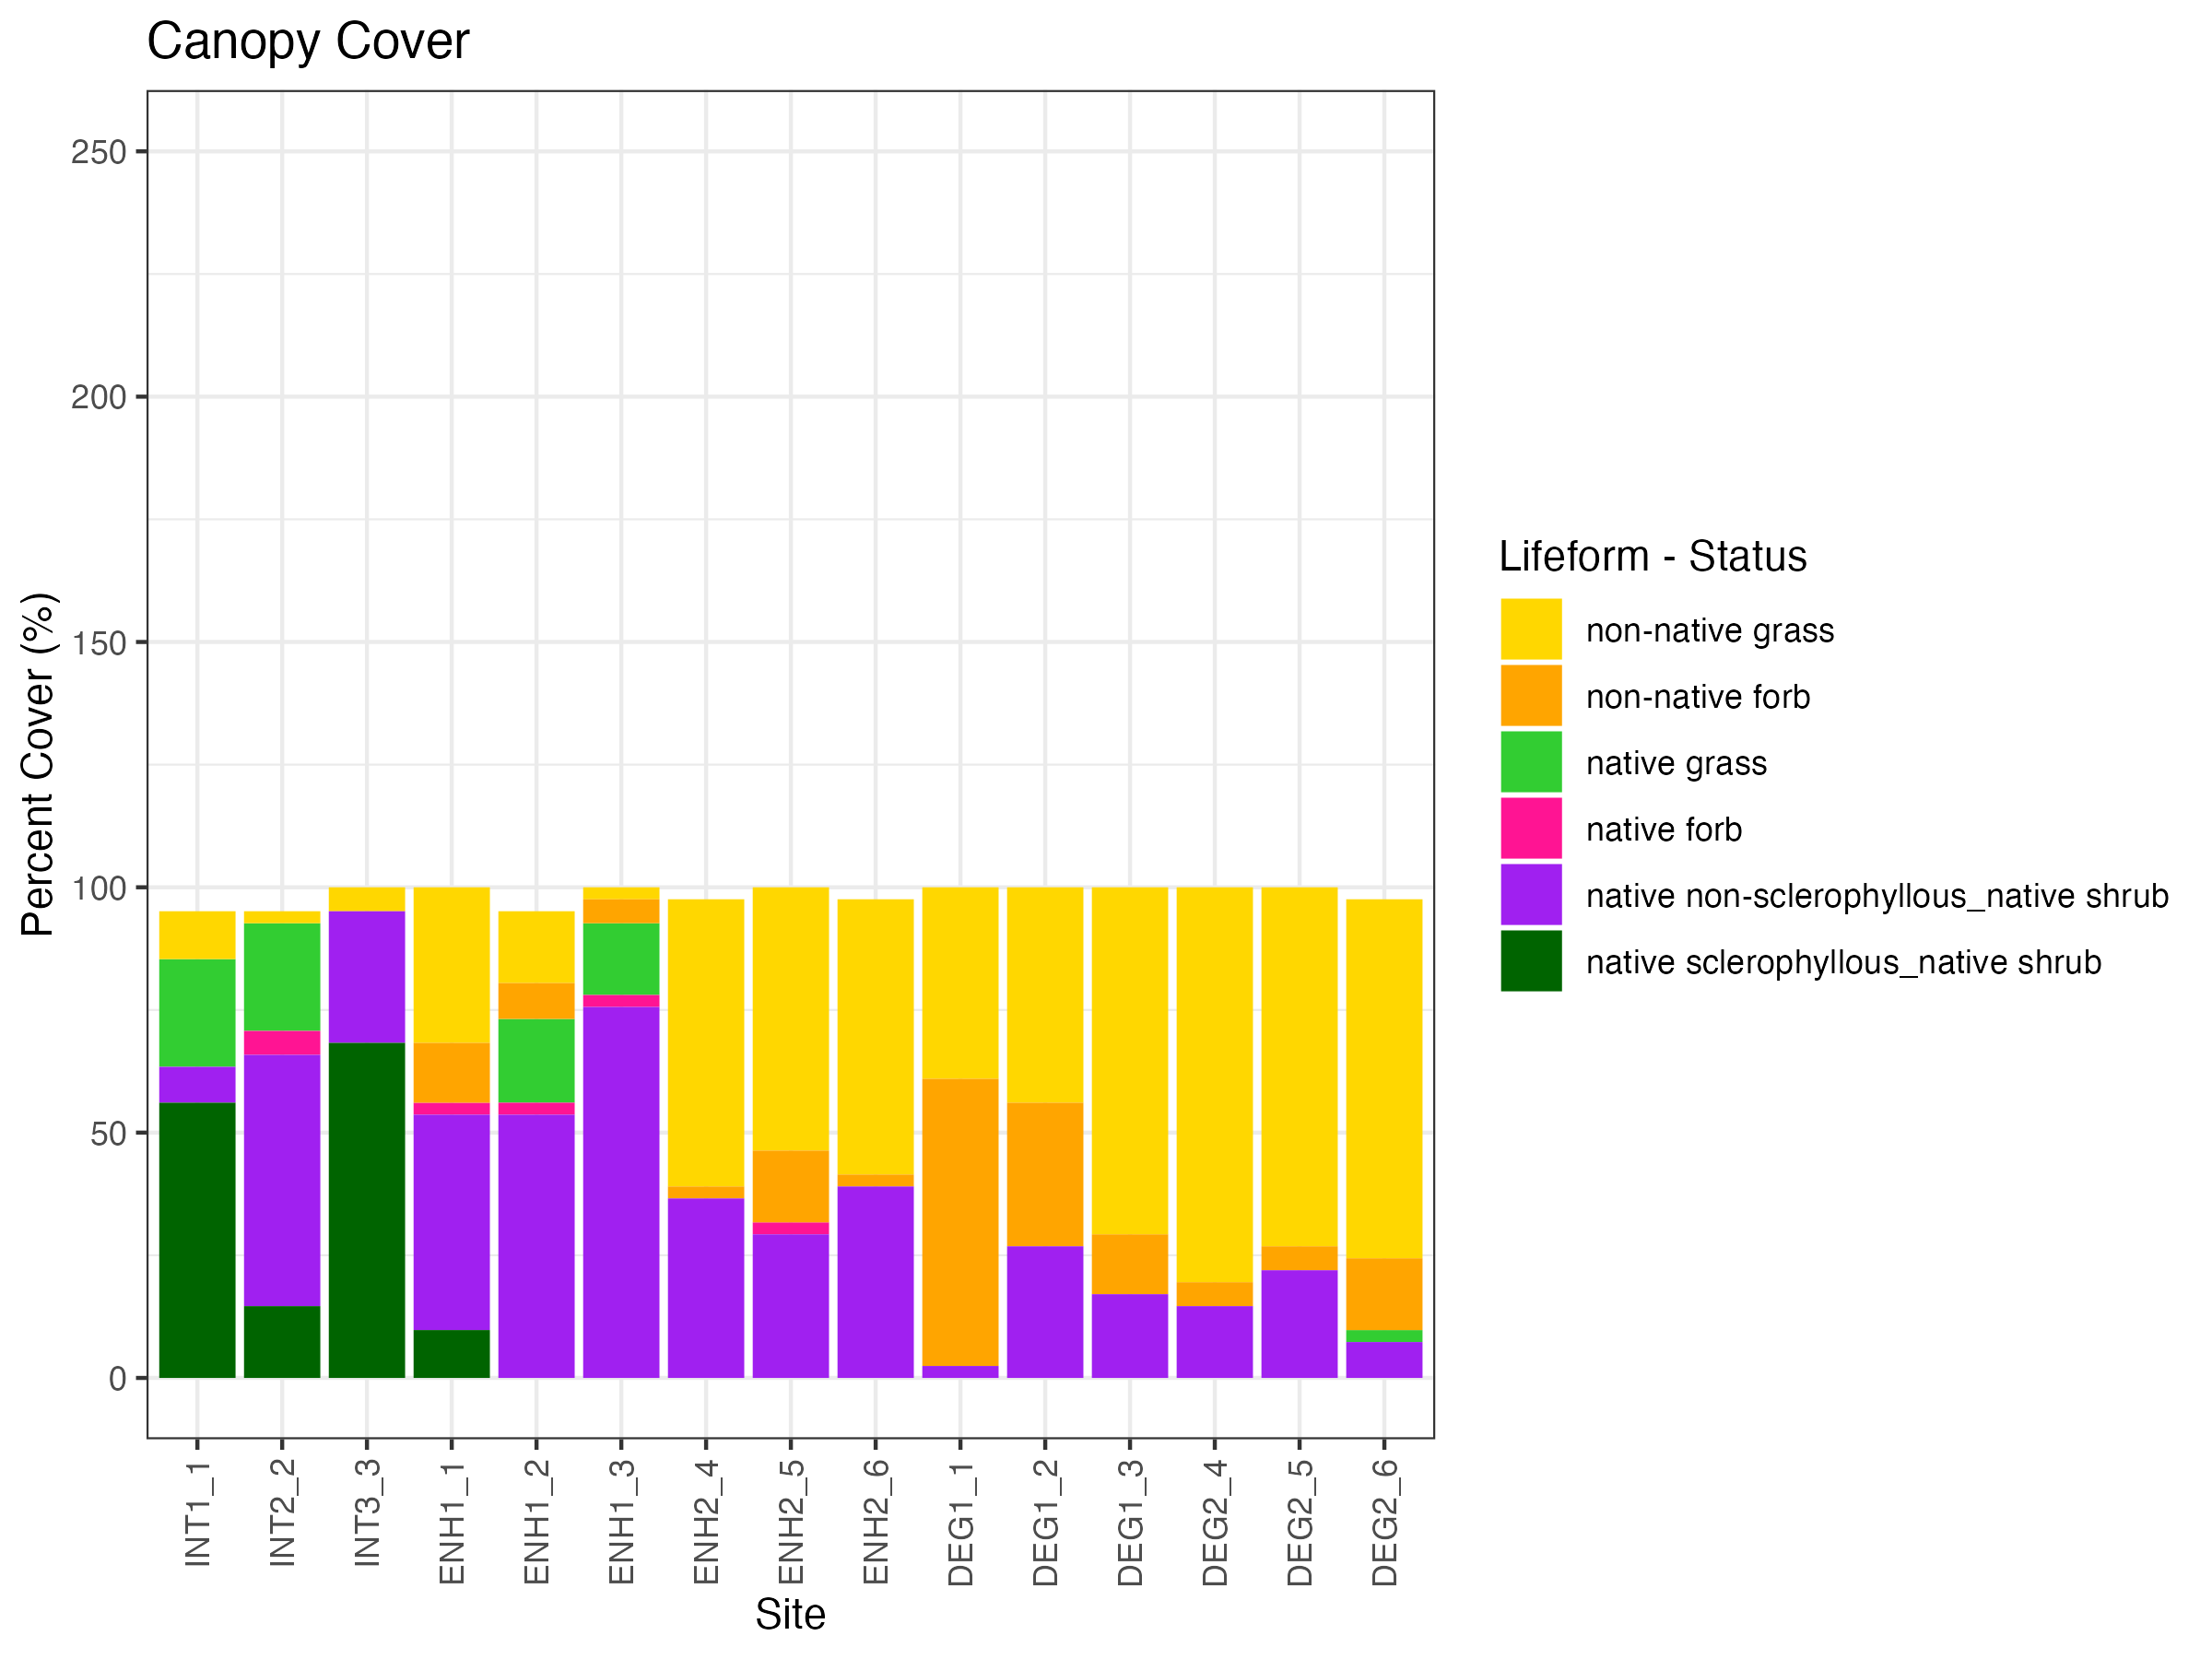 Canopy Cover
Percent Cover (%)
250
200
150
100
50
0
INT1_1
INT2_2
INT3_3
ENH1_1
ENH1_2
ENH1_3
ENH2_4
ENH2_5
ENH2_6
DEG1_1
DEG1_2
DEG1_3
DEG2_4
DEG2_5
DEG2_6
Site
Lifeform - Status
non-native grass
non-native forb
native grass
native forb
native non-sclerophyllous_native shrub
native sclerophyllous_native shrub